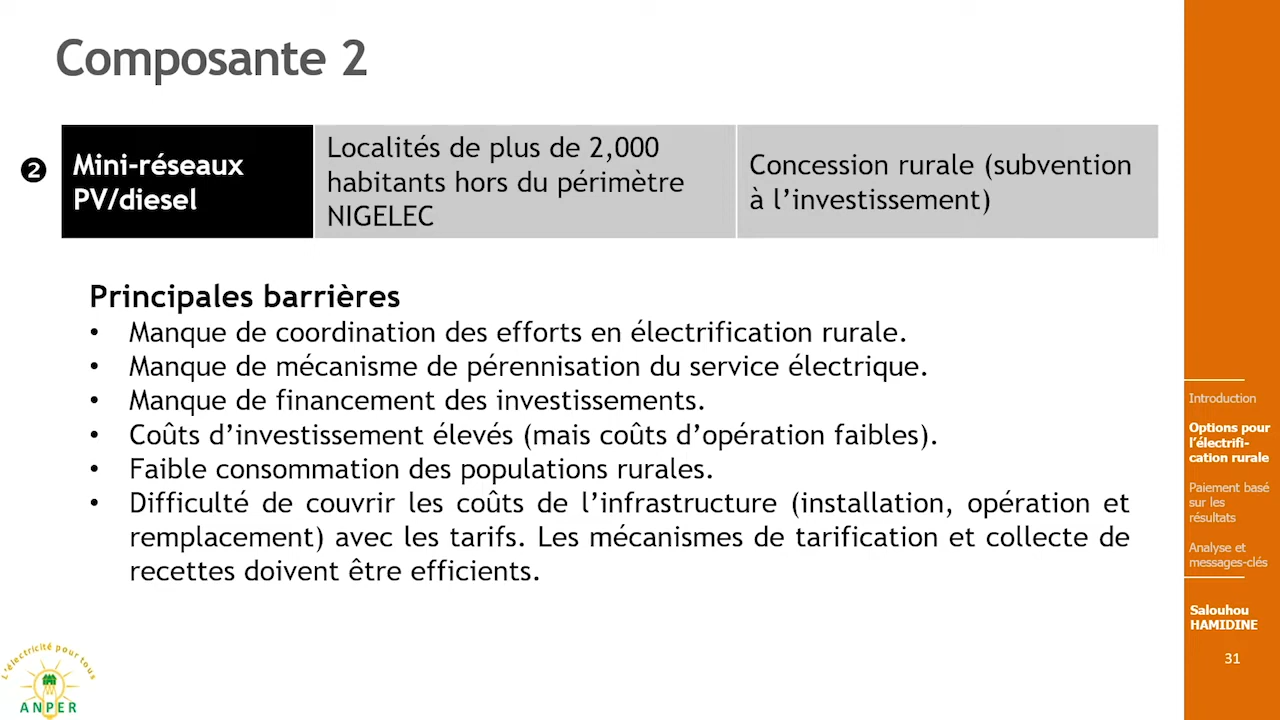 Composante 2
❷
Mini-réseaux
PV/diesel
Localités de plus de 2,000
habitants hors du périmètre
NIGELEC
Concession rurale (subvention
à l’investissement)
Principales barrières
• Manque de coordination des efforts en électrification rurale.
• Manque de mécanisme de pérennisation du service électrique.
• Manque de financement des investissements.
• Coûts d’investissement élevés (mais coûts d’opération faibles).
• Faible consommation des populations rurales.
• Difficulté de couvrir les coûts de l’infrastructure (installation, opération et
remplacement) avec les tarifs. Les mécanismes de tarification et collecte de
recettes doivent être efficients.
Introduction
Options pour
l’électrifi-
cation rurale
Paiement basé
sur les
résultats
Analyse et
messages-clés
Salouhou
HAMIDINE
31
L'électricité pour tous
ANPER